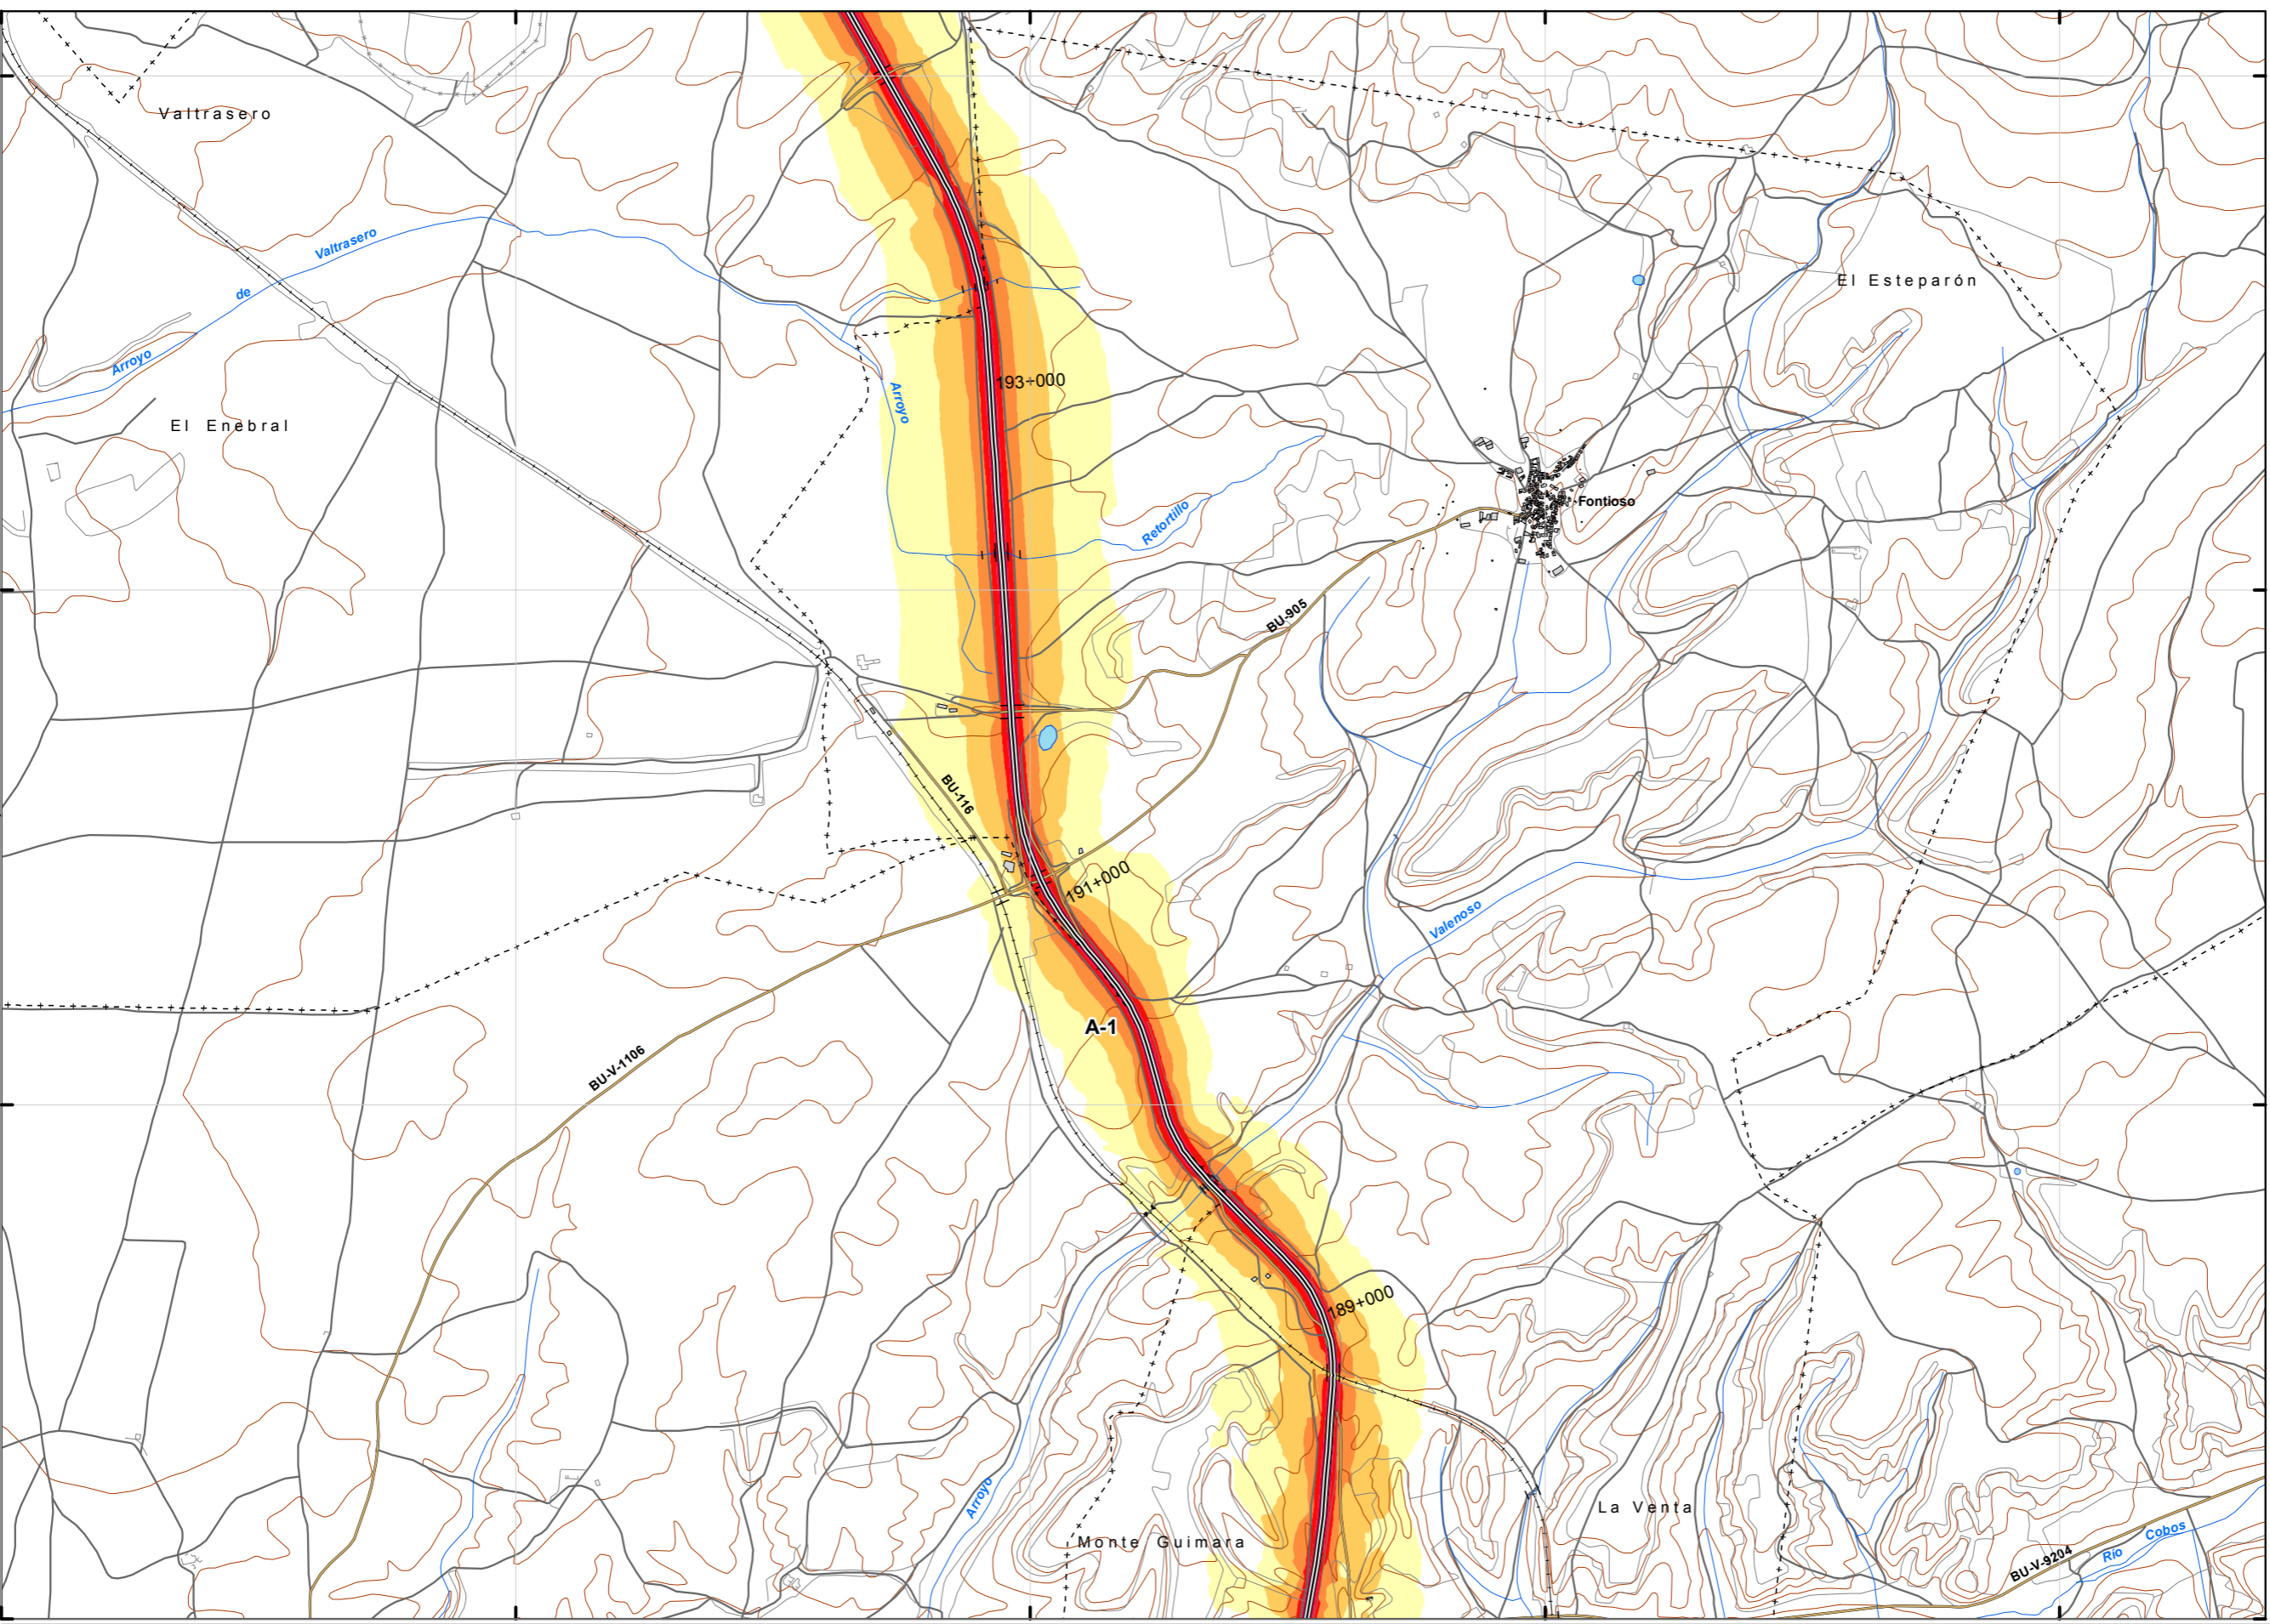 Valtrasero
Valtrasero
de
Arroyo
El Enebral
El Esteparón
193+000
Arroyo
Retortillo
Fontioso
BU-905
BU-116
191+000
Valenoso
A-1
BU-V-1106
189+000
Arroyo
Monte Guimara
La Venta
BU-V-9204
Río
Cobos